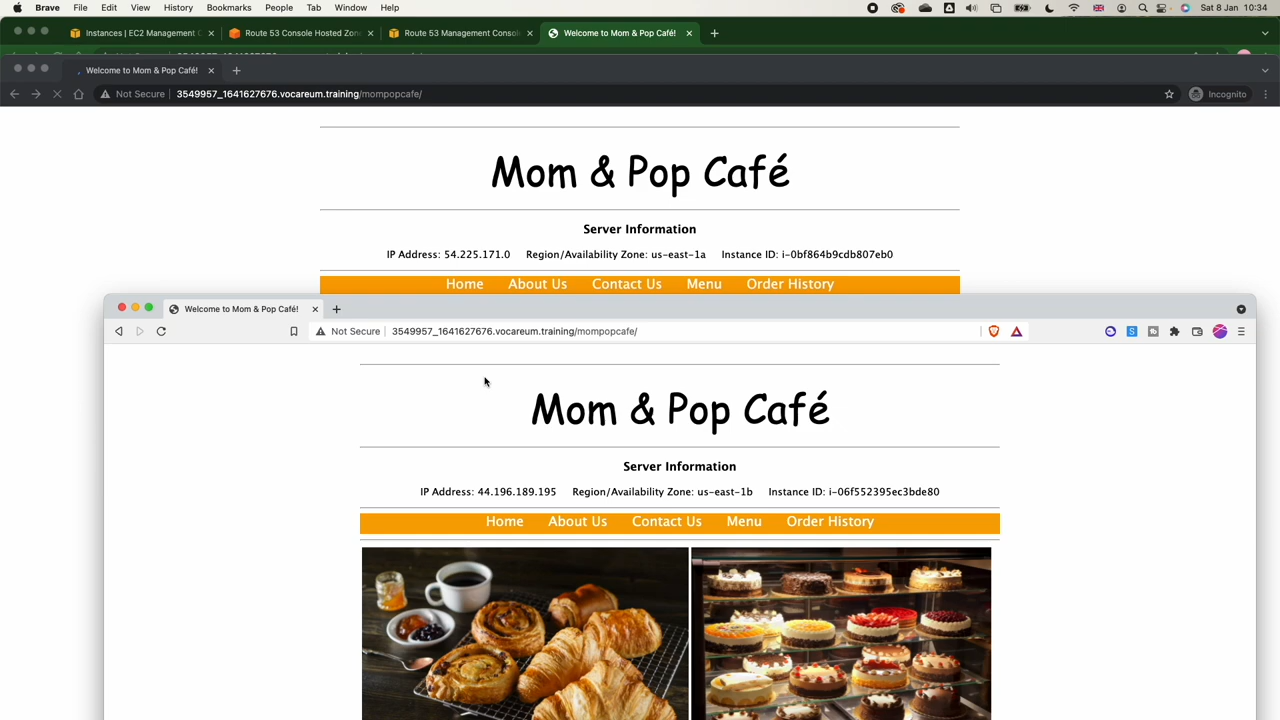 Brave File Edit View History Bookmarks People Tab Window Help Sat 8 Jan 10:34
Instances | EC2 Management C Route 53 Console Hosted Zon Route 53 Management Consol Welcome to Mom & Pop Café!
Welcome to Mom & Pop Café!
Not Secure 3549957_1641627676.vocareum.training/mompopcafe/ Incognito
Mom & Pop Café
Server Information
IP Address: 54.225.171.0 Region/Availability Zone: us-east-1a Instance ID: i-0bf864b9cdb807eb0
Home About Us Contact Us Menu Order History
Welcome to Mom & Pop Café!
Not Secure 3549957_1641627676.vocareum.training/mompopcafe/
Mom & Pop Café
Server Information
IP Address: 44.196.189.195 Region/Availability Zone: us-east-1b Instance ID: i-06f552395ec3bde80
Home About Us Contact Us Menu Order History